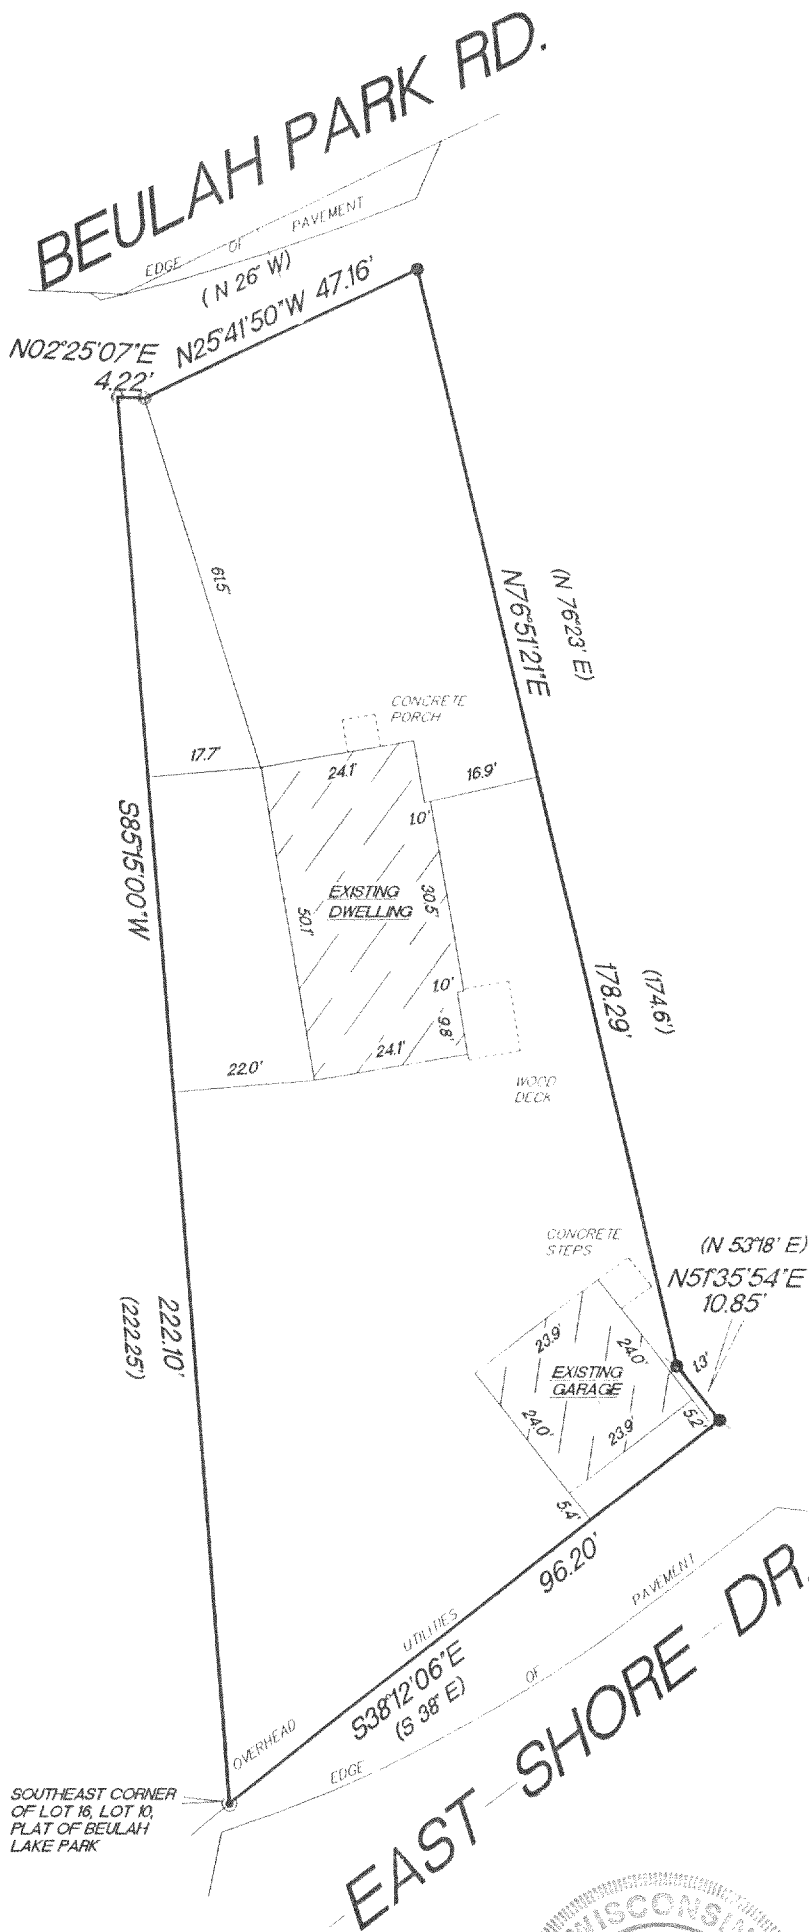 BEULAH PARK RD.
EDGE OF PAVEMENT
(N 26° W)
N25°41'50"W 47.16'
N02°25'07"E
4.22'
61.5'
(N 76°23' E)
N76°51'21"E
CONCRETE
PORCH
17.7'
24.1'
16.9'
1.0'
S85°15'00"W
EXISTING
DWELLING
50.1'
30.5'
(174.6')
178.29'
1.0'
9.8'
24.1'
22.0'
WOOD
DECK
CONCRETE
STEPS
(N 53°18' E)
N51°35'54"E
10.85'
222.10'
(222.25')
23.9'
24.0'
1.3'
EXISTING
GARAGE
24.0'
23.9'
5.2'
5.4'
96.20'
OVERHEAD UTILITIES
S38°12'06"E
(S 38° E)
EDGE OF PAVEMENT
EAST SHORE DR.
SOUTHEAST CORNER
OF LOT 16, LOT 10,
PLAT OF BEULAH
LAKE PARK
WISCONSIN